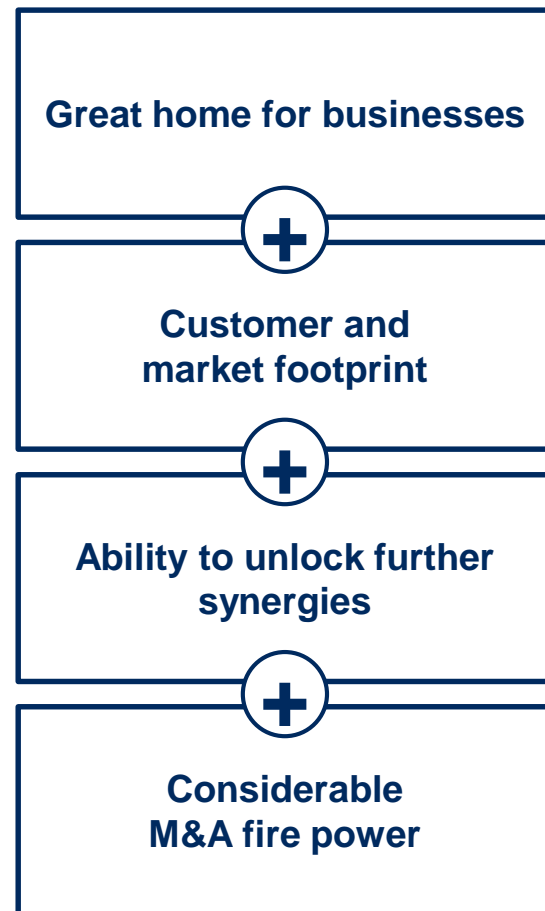 Great home for businesses
+
Customer and
market footprint
+
Ability to unlock further
synergies
+
Considerable
M&A fire power